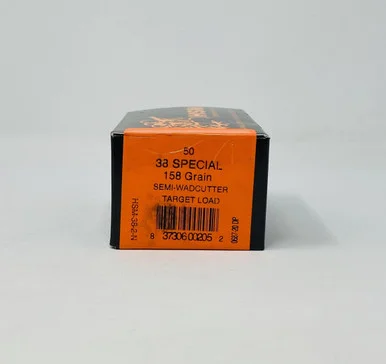 50
38 SPECIAL
158 Grain
SEMI-WADCUTTER
TARGET LOAD
HSM-38-2-N
8 37306 00205 2